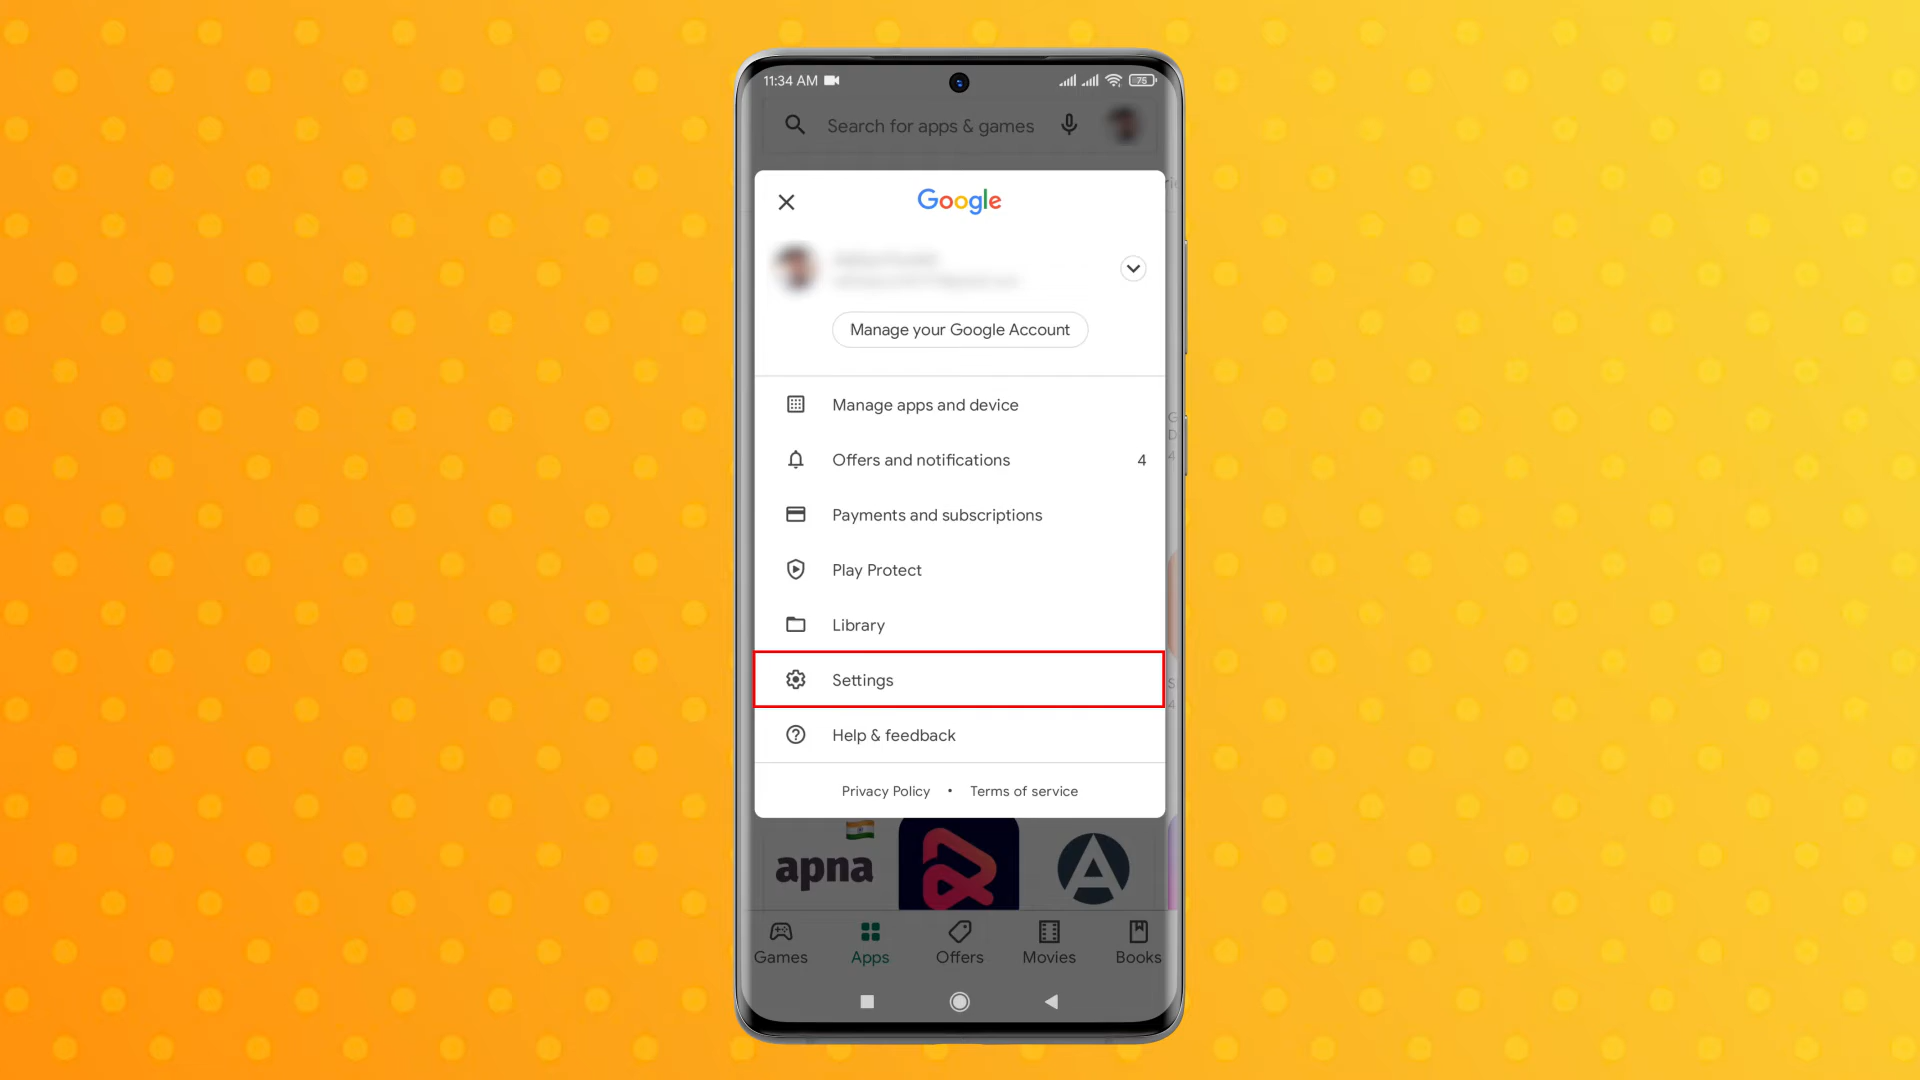 11:34 AM
75
Search for apps & games
Google
Manage your Google Account
Manage apps and device
Offers and notifications 4
Payments and subscriptions
Play Protect
Library
Settings
Help & feedback
Privacy Policy • Terms of service
apna
Games Apps Offers Movies Books